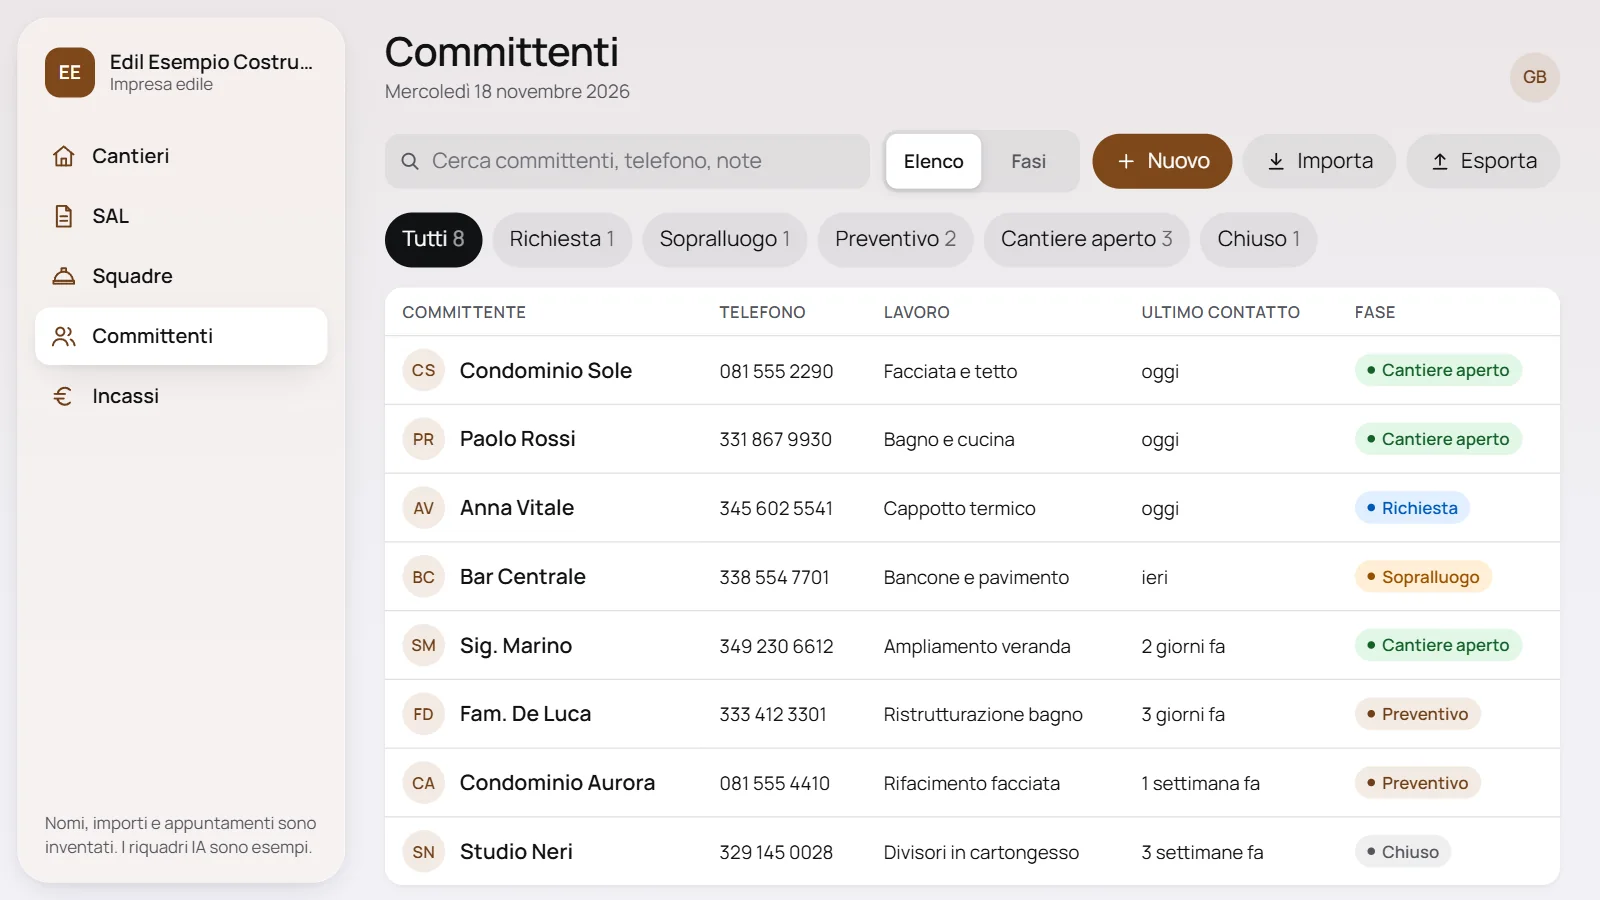 EE
Edil Esempio Costru...
Impresa edile
Cantieri
SAL
Squadre
Committenti
Incassi
Nomi, importi e appuntamenti sono
inventati. I riquadri IA sono esempi.
Committenti
Mercoledì 18 novembre 2026
GB
Cerca committenti, telefono, note
Elenco Fasi
Nuovo
Importa
Esporta
Tutti 8
Richiesta 1
Sopralluogo 1
Preventivo 2
Cantiere aperto 3
Chiuso 1
COMMITTENTE TELEFONO LAVORO ULTIMO CONTATTO FASE
CS Condominio Sole 081 555 2290 Facciata e tetto oggi Cantiere aperto
PR Paolo Rossi 331 867 9930 Bagno e cucina oggi Cantiere aperto
AV Anna Vitale 345 602 5541 Cappotto termico oggi Richiesta
BC Bar Centrale 338 554 7701 Bancone e pavimento ieri Sopralluogo
SM Sig. Marino 349 230 6612 Ampliamento veranda 2 giorni fa Cantiere aperto
FD Fam. De Luca 333 412 3301 Ristrutturazione bagno 3 giorni fa Preventivo
CA Condominio Aurora 081 555 4410 Rifacimento facciata 1 settimana fa Preventivo
SN Studio Neri 329 145 0028 Divisori in cartongesso 3 settimane fa Chiuso